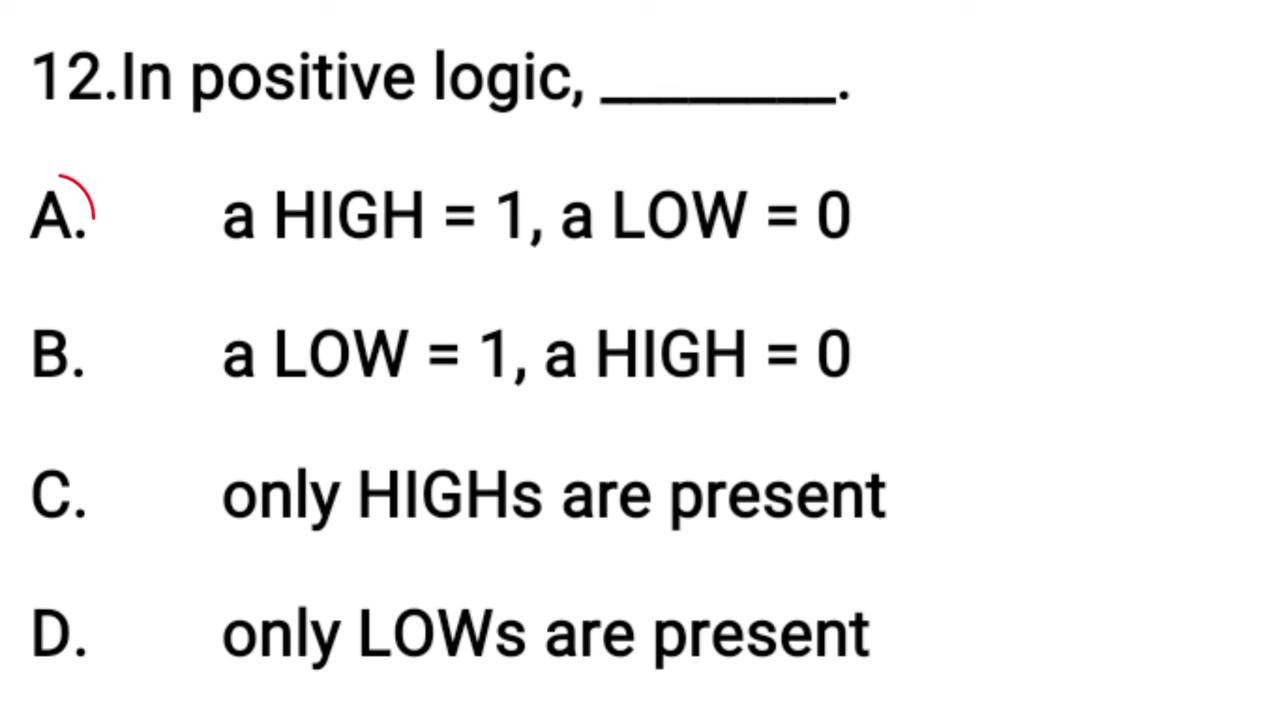 12.In positive logic, ________.
A. a HIGH = 1, a LOW = 0
B. a LOW = 1, a HIGH = 0
C. only HIGHs are present
D. only LOWs are present